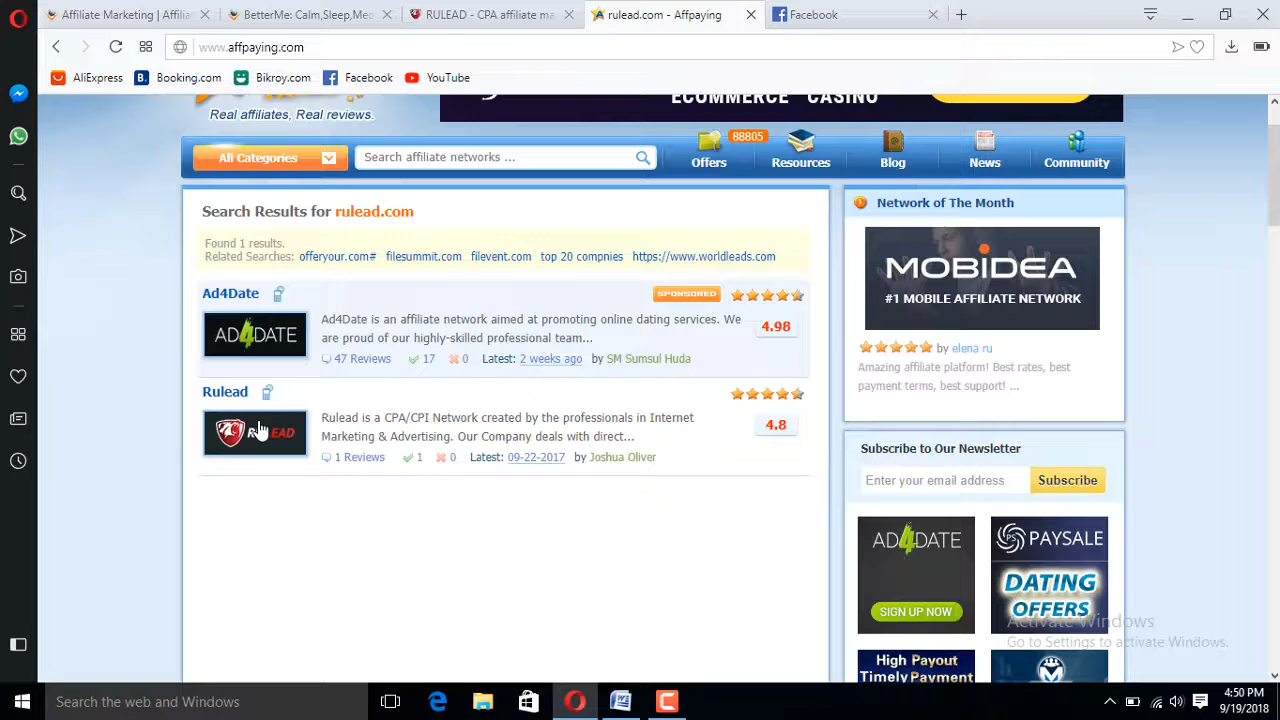 Affiliate Marketing | Affilia
BetterMe: Calm,Sleep,Med
RULEAD - CPA affiliate ma
rulead.com - Affpaying
Facebook
www.affpaying.com
AliExpress
Booking.com
Bikroy.com
Facebook
YouTube
Real affiliates, Real reviews.
ECOMMERCE CASINO
All Categories
Search affiliate networks ...
Offers
88805
Resources
Blog
News
Community
Search Results for rulead.com
Found 1 results.
Related Searches: offeryour.com# filesummit.com filevent.com top 20 compnies https://www.worldleads.com
Ad4Date
SPONSORED
AD4DATE
Ad4Date is an affiliate network aimed at promoting online dating services. We
are proud of our highly-skilled professional team...
4.98
47 Reviews 17 0 Latest: 2 weeks ago by SM Sumsul Huda
Rulead
Rulead is a CPA/CPI Network created by the professionals in Internet
Marketing & Advertising. Our Company deals with direct...
4.8
1 Reviews 1 0 Latest: 09-22-2017 by Joshua Oliver
Network of The Month
MOBIDEA
#1 MOBILE AFFILIATE NETWORK
by elena ru
Amazing affiliate platform! Best rates, best
payment terms, best support! ...
Subscribe to Our Newsletter
Enter your email address
Subscribe
AD4DATE
SIGN UP NOW
PS PAYSALE
DATING
OFFERS
High Payout
Timely Payment
Activate Windows
Go to Settings to activate Windows.
Search the web and Windows
4:50 PM
9/19/2018